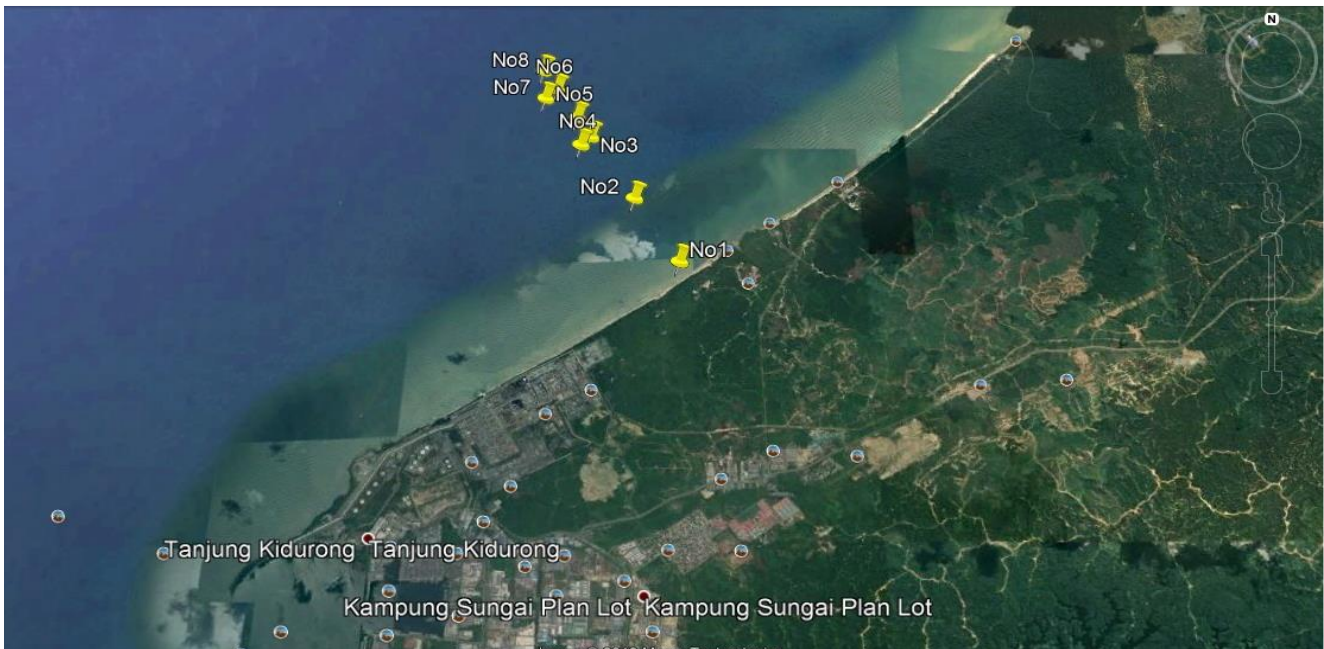 N
No8
No6
No7
No5
No4
No3
No2
No1
Tanjung Kidurong Tanjung Kidurong
Kampung Sungai Plan Lot Kampung Sungai Plan Lot